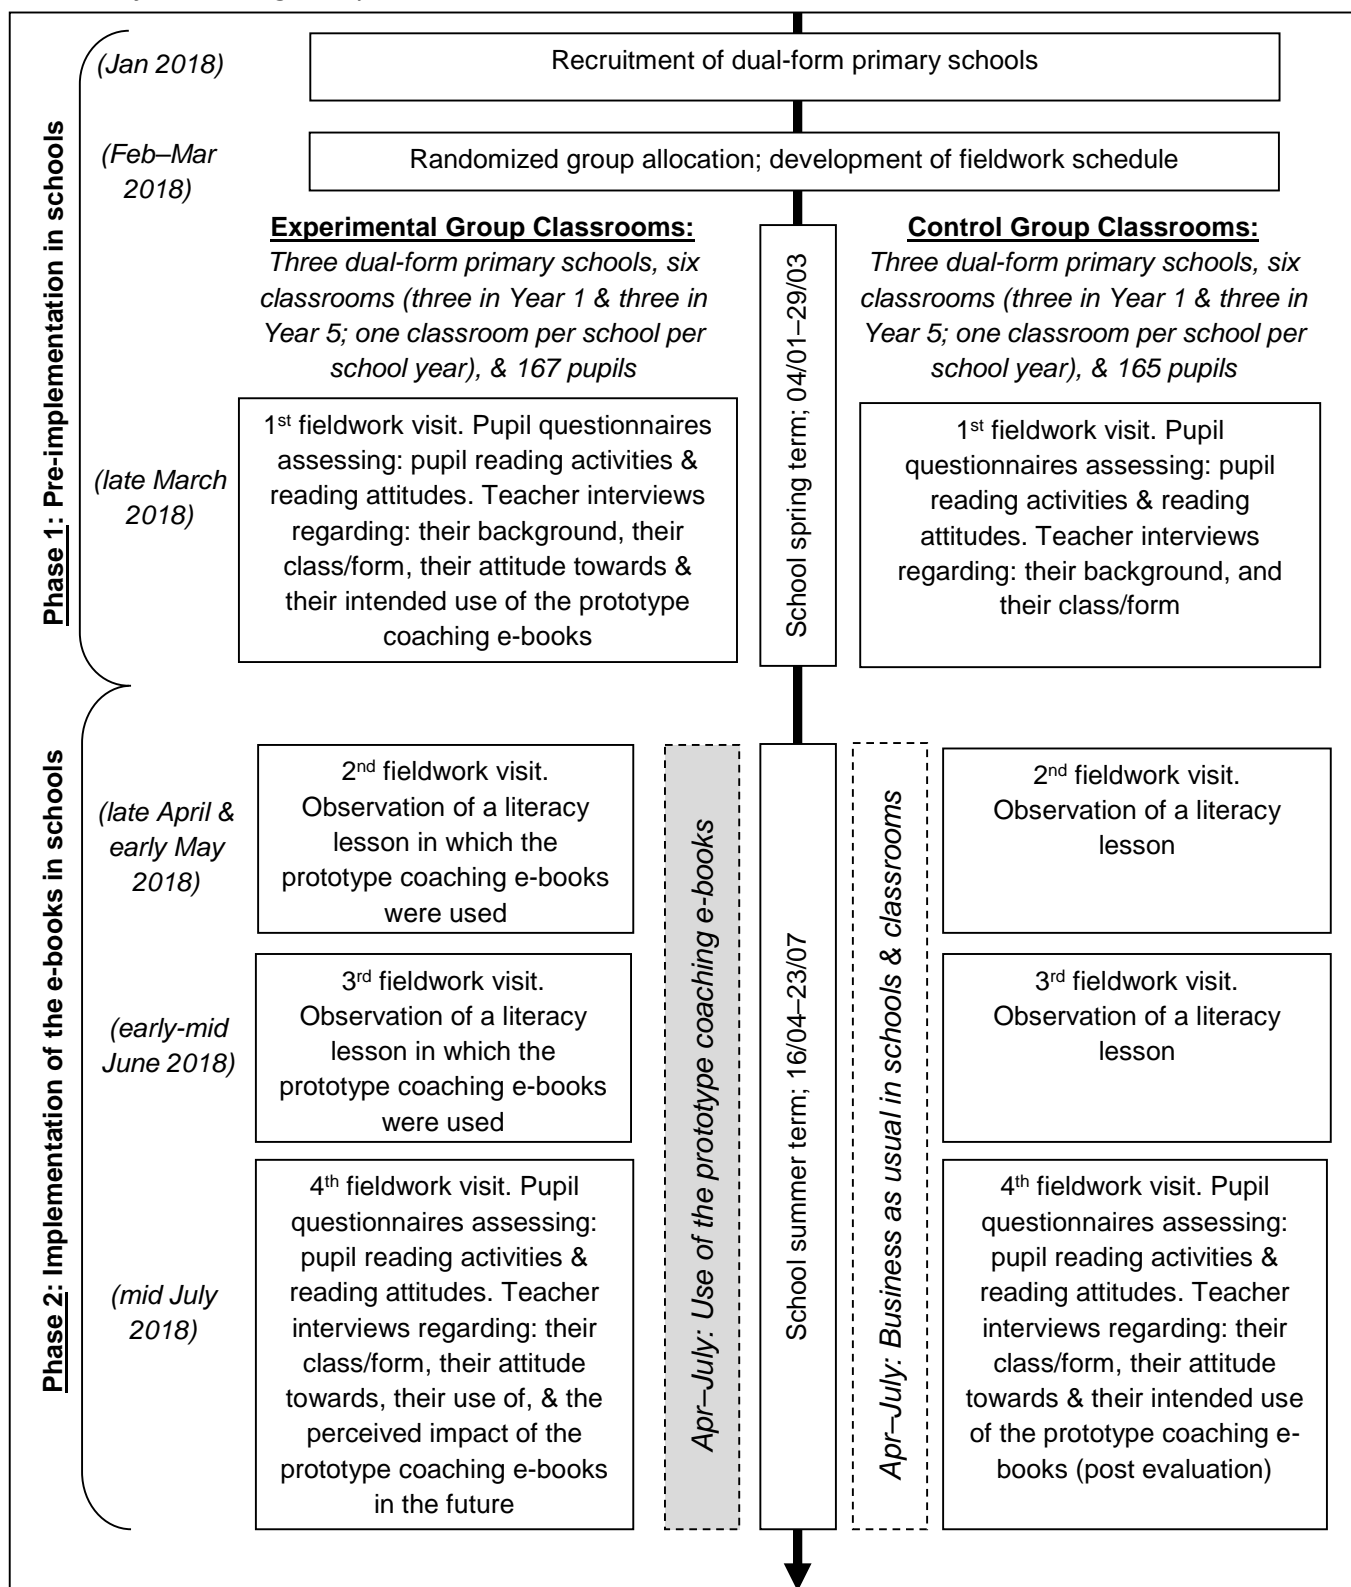 Phase 1: Pre-implementation in schools
(Jan 2018)
Recruitment of dual-form primary schools
(Feb–Mar
2018)
Randomized group allocation; development of fieldwork schedule
Experimental Group Classrooms:
Three dual-form primary schools, six
classrooms (three in Year 1 & three in
Year 5; one classroom per school per
school year), & 167 pupils
School spring term; 04/01–29/03
Control Group Classrooms:
Three dual-form primary schools, six
classrooms (three in Year 1 & three in
Year 5; one classroom per school per
school year), & 165 pupils
(late March
2018)
1st fieldwork visit. Pupil questionnaires
assessing: pupil reading activities &
reading attitudes. Teacher interviews
regarding: their background, their
class/form, their attitude towards &
their intended use of the prototype
coaching e-books
1st fieldwork visit. Pupil
questionnaires assessing: pupil
reading activities & reading
attitudes. Teacher interviews
regarding: their background, and
their class/form
Phase 2: Implementation of the e-books in schools
(late April &
early May
2018)
2nd fieldwork visit.
Observation of a literacy
lesson in which the
prototype coaching e-books
were used
Apr–July: Use of the prototype coaching e-books
School summer term; 16/04–23/07
Apr–July: Business as usual in schools & classrooms
2nd fieldwork visit.
Observation of a literacy
lesson
(early-mid
June 2018)
3rd fieldwork visit.
Observation of a literacy
lesson in which the
prototype coaching e-books
were used
3rd fieldwork visit.
Observation of a literacy
lesson
(mid July
2018)
4th fieldwork visit. Pupil
questionnaires assessing:
pupil reading activities &
reading attitudes. Teacher
interviews regarding: their
class/form, their attitude
towards, their use of, & the
perceived impact of the
prototype coaching e-books
in the future
4th fieldwork visit. Pupil
questionnaires assessing:
pupil reading activities &
reading attitudes. Teacher
interviews regarding: their
class/form, their attitude
towards & their intended use
of the prototype coaching e-
books (post evaluation)